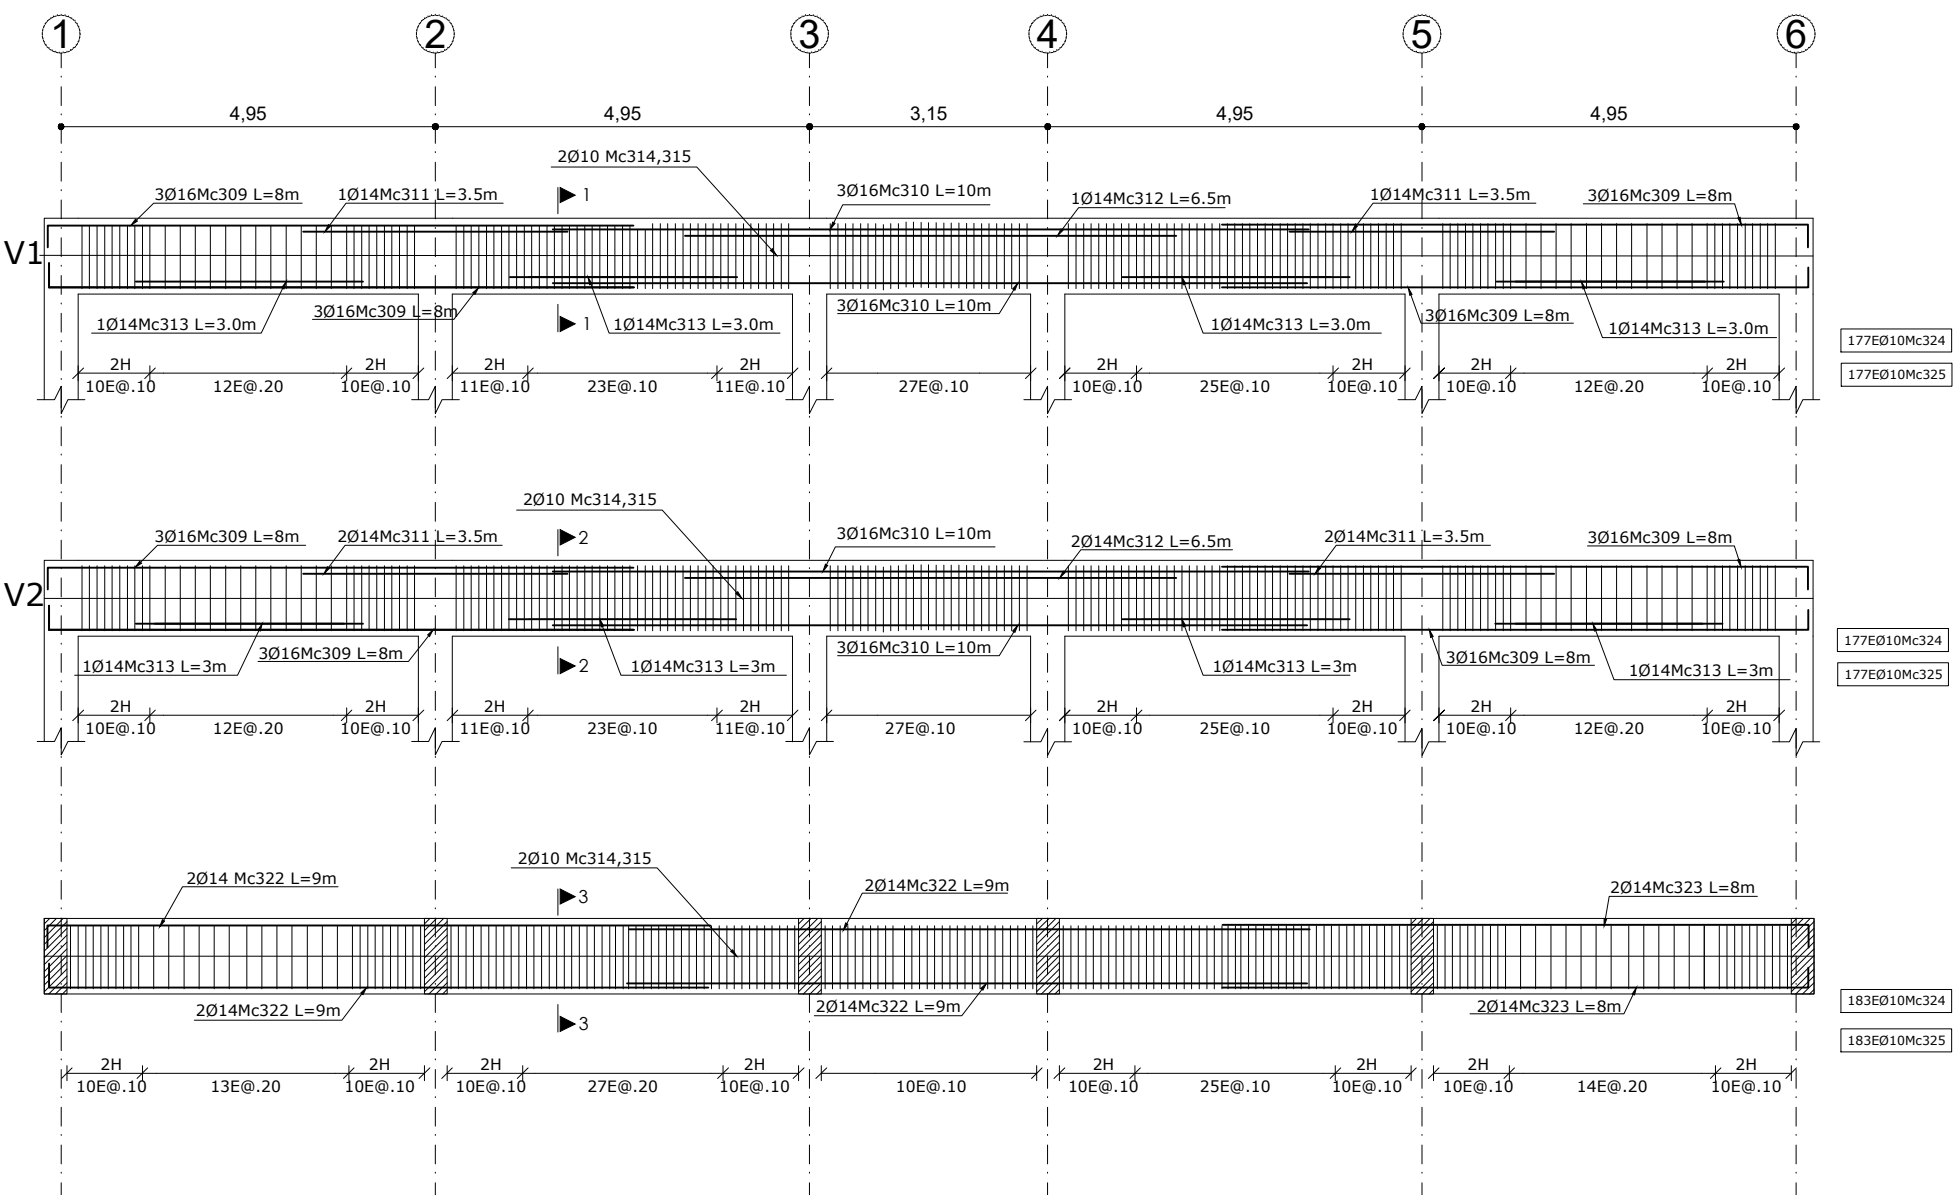 1 2 3 4 5 6
4,95 4,95 3,15 4,95 4,95
2Ø10 Mc314,315
3Ø16Mc309 L=8m 1Ø14Mc311 L=3.5m 1 3Ø16Mc310 L=10m 1Ø14Mc312 L=6.5m 1Ø14Mc311 L=3.5m 3Ø16Mc309 L=8m
V1
3Ø16Mc309 L=8m 3Ø16Mc310 L=10m 3Ø16Mc309 L=8m
1Ø14Mc313 L=3.0m 1 1Ø14Mc313 L=3.0m 1Ø14Mc313 L=3.0m 1Ø14Mc313 L=3.0m
177EØ10Mc324
2H 2H 2H 2H 2H 2H 2H 2H
177EØ10Mc325
10E@.10 12E@.20 10E@.10 11E@.10 23E@.10 11E@.10 27E@.10 10E@.10 25E@.10 10E@.10 10E@.10 12E@.20 10E@.10
2Ø10 Mc314,315
3Ø16Mc309 L=8m 2Ø14Mc311 L=3.5m 2 3Ø16Mc310 L=10m 2Ø14Mc312 L=6.5m 2Ø14Mc311 L=3.5m 3Ø16Mc309 L=8m
V2
3Ø16Mc309 L=8m 3Ø16Mc310 L=10m 3Ø16Mc309 L=8m
1Ø14Mc313 L=3m 2 1Ø14Mc313 L=3m 1Ø14Mc313 L=3m 1Ø14Mc313 L=3m
177EØ10Mc324
177EØ10Mc325
2H 2H 2H 2H 2H 2H 2H 2H
10E@.10 12E@.20 10E@.10 11E@.10 23E@.10 11E@.10 27E@.10 10E@.10 25E@.10 10E@.10 10E@.10 12E@.20 10E@.10
2Ø14 Mc322 L=9m 2Ø10 Mc314,315 3 2Ø14Mc322 L=9m 2Ø14Mc323 L=8m
2Ø14Mc322 L=9m 3 2Ø14Mc322 L=9m 2Ø14Mc323 L=8m
183EØ10Mc324
183EØ10Mc325
2H 2H 2H 2H 2H 2H 2H 2H
10E@.10 13E@.20 10E@.10 10E@.10 27E@.20 10E@.10 10E@.10 10E@.10 25E@.10 10E@.10 10E@.10 14E@.20 10E@.10